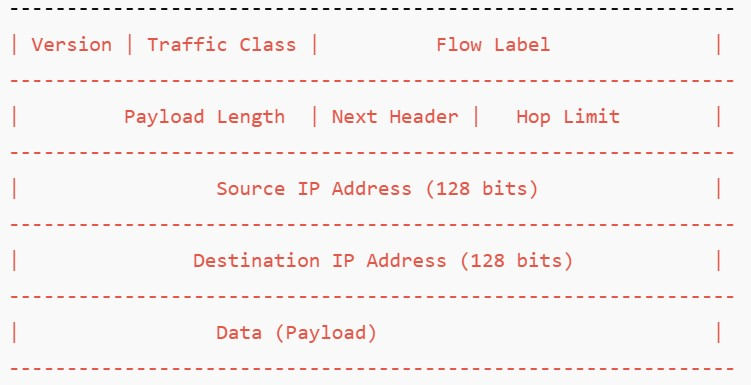 | Version | Traffic Class | Flow Label |
| Payload Length | Next Header | Hop Limit |
| Source IP Address (128 bits) |
| Destination IP Address (128 bits) |
| Data (Payload) |